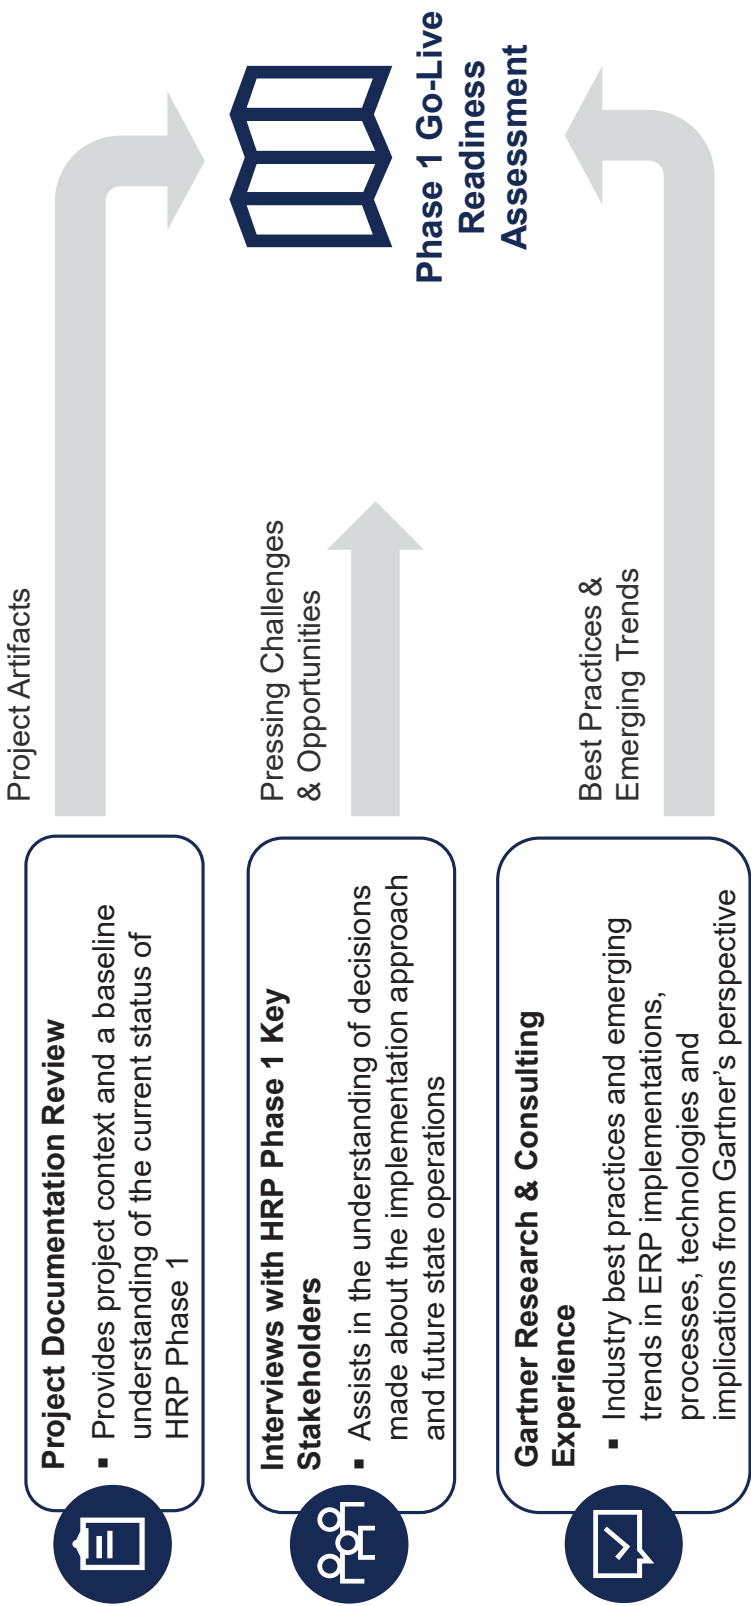 Project Documentation Review
▪ Provides project context and a baseline
understanding of the current status of
HRP Phase 1
Project Artifacts
Interviews with HRP Phase 1 Key
Stakeholders
▪ Assists in the understanding of decisions
made about the implementation approach
and future state operations
Pressing Challenges
& Opportunities
Gartner Research & Consulting
Experience
▪ Industry best practices and emerging
trends in ERP implementations,
processes, technologies and
implications from Gartner’s perspective
Best Practices &
Emerging Trends
Phase 1 Go-Live
Readiness
Assessment